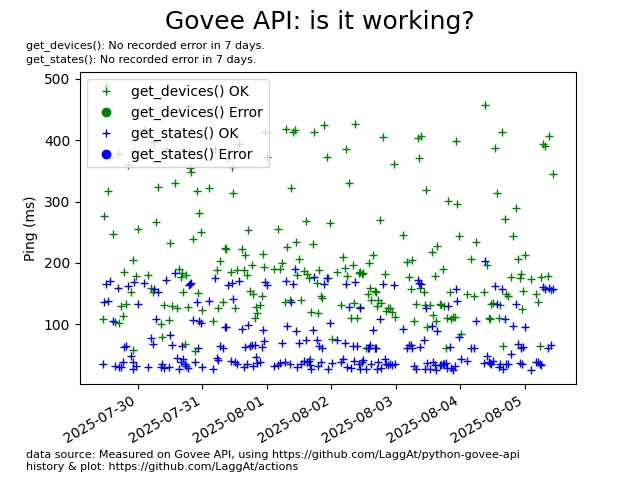 Govee API: is it working?
get_devices(): No recorded error in 7 days.
get_states(): No recorded error in 7 days.
500
400
300
200
100
Ping (ms)
get_devices() OK
get_devices() Error
get_states() OK
get_states() Error
2025-07-30
2025-07-31
2025-08-01
2025-08-02
2025-08-03
2025-08-04
2025-08-05
data source: Measured on Govee API, using https://github.com/LaggAt/python-govee-api
history & plot: https://github.com/LaggAt/actions